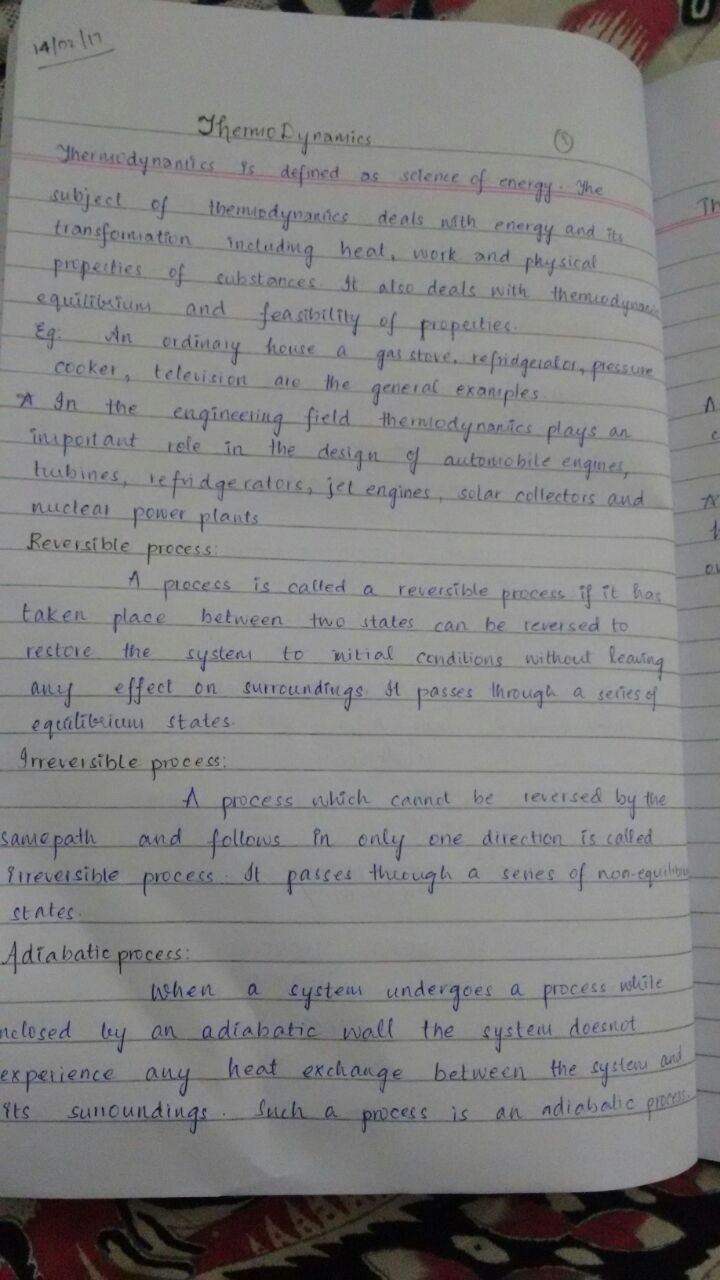 14/07/17
ThermoDynamics
5
Thermodynamics is defined as science of energy. The
subject of thermodynamics deals with energy and its
transformation including heat, work and physical
properties of substances. It also deals with thermodynamic
equilibrium and feasibility of properties.
Eg: An ordinary house a gas stove, refridgerator, pressure
cooker, television are the general examples.
* In the engineering field thermodynamics plays an
important role in the design of automobile engines,
turbines, refridgerators, jet engines, solar collectors and
nuclear power plants
Reversible process:
A process is called a reversible process if it has
taken place between two states can be reversed to
restore the system to initial conditions without leaving
any effect on surroundings. It passes through a series of
equilibrium states.
Irreversible process:
A process which cannot be reversed by the
same path and follows in only one direction is called
irreversible process. It passes through a series of non-equilibrium
states.
Adiabatic process:
When a system undergoes a process while
nclosed by an adiabatic wall the system doesnot
experience any heat exchange between the system and
its surroundings. Such a process is an adiabatic process.
Th